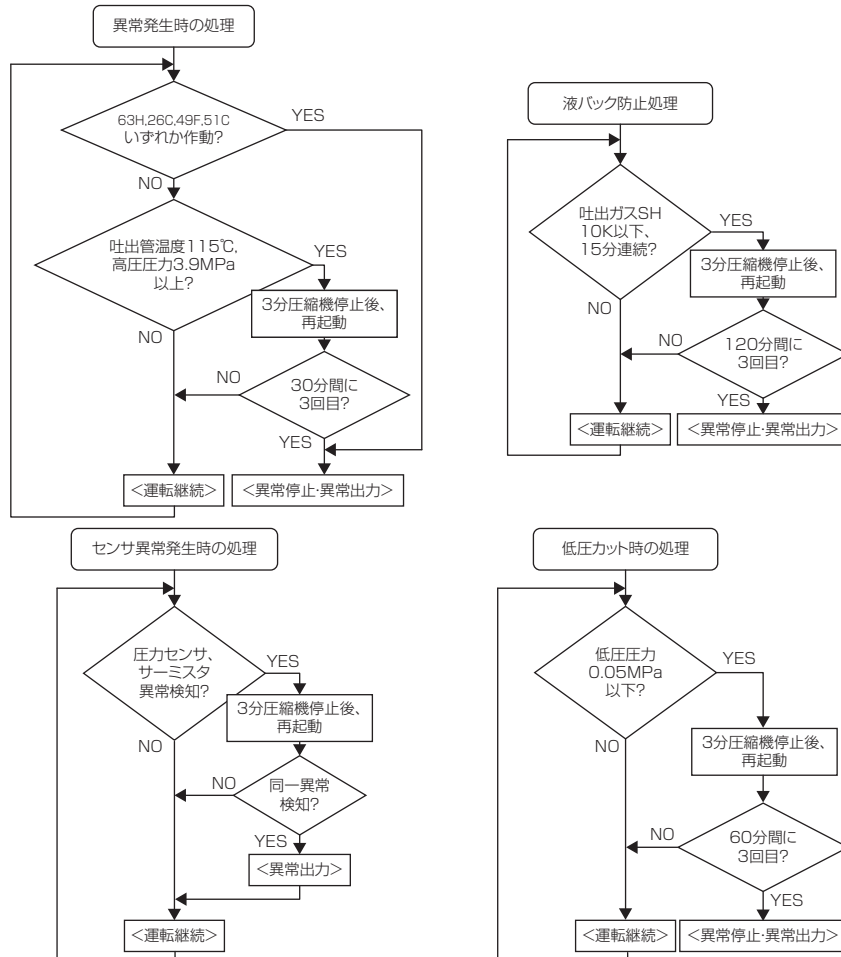 異常発生時の処理
63H,26C,49F,51C
いずれか作動?
YES
NO
吐出管温度115℃,
高圧圧力3.9MPa
以上?
YES
3分圧縮機停止後、
再起動
NO
NO
30分間に
3回目?
YES
<運転継続>
<異常停止·異常出力>
液バック防止処理
吐出ガスSH
10K以下、
15分連続?
YES
3分圧縮機停止後、
再起動
NO
NO
120分間に
3回目?
YES
<運転継続>
<異常停止·異常出力>
センサ異常発生時の処理
圧力センサ、
サーミスタ
異常検知?
YES
3分圧縮機停止後、
再起動
NO
NO
同一異常
検知?
YES
<異常出力>
<運転継続>
低圧カット時の処理
低圧圧力
0.05MPa
以下?
YES
NO
3分圧縮機停止後、
再起動
NO
60分間に
3回目?
YES
<運転継続>
<異常停止·異常出力>